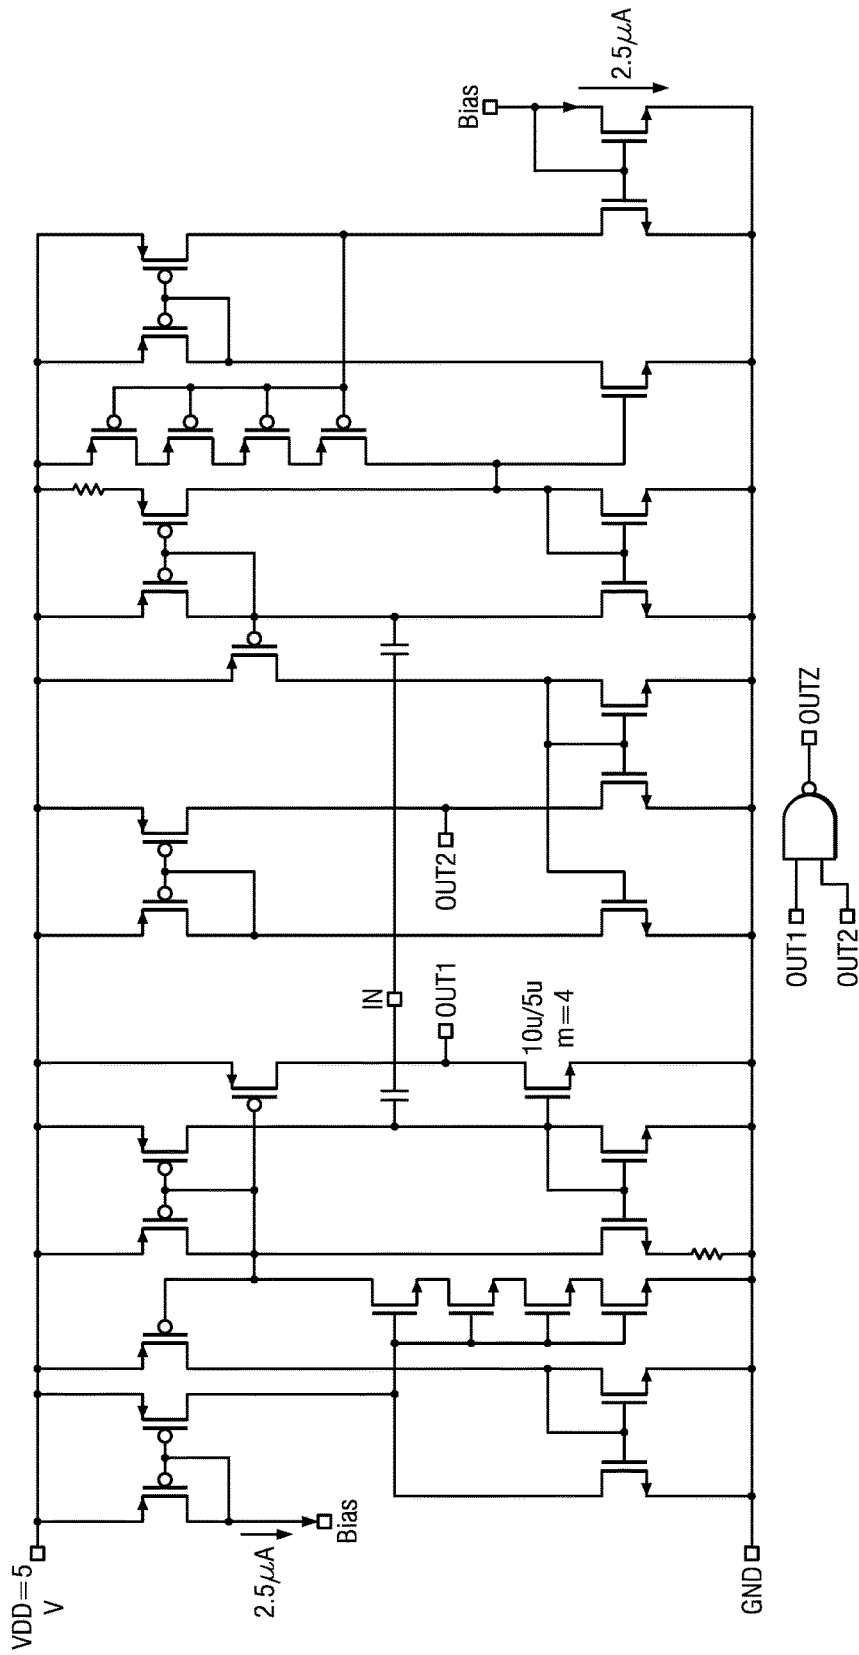 VDD=5
V
2.5μA
Bias
IN
OUT1
OUT2
10u/5u
m=4
Bias
2.5μA
GND
OUT1
OUT2
OUTZ